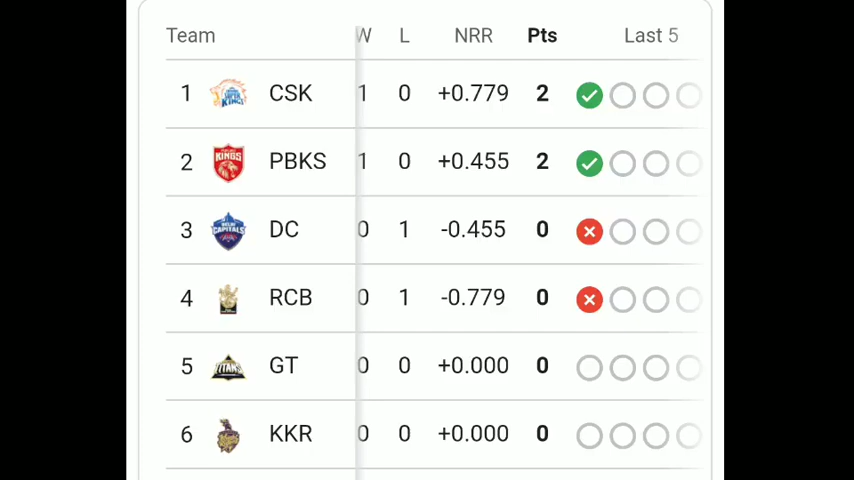 Team W L NRR Pts Last 5
1 CSK 1 0 +0.779 2
2 PBKS 1 0 +0.455 2
3 DC 0 1 -0.455 0
4 RCB 0 1 -0.779 0
5 GT 0 0 +0.000 0
6 KKR 0 0 +0.000 0